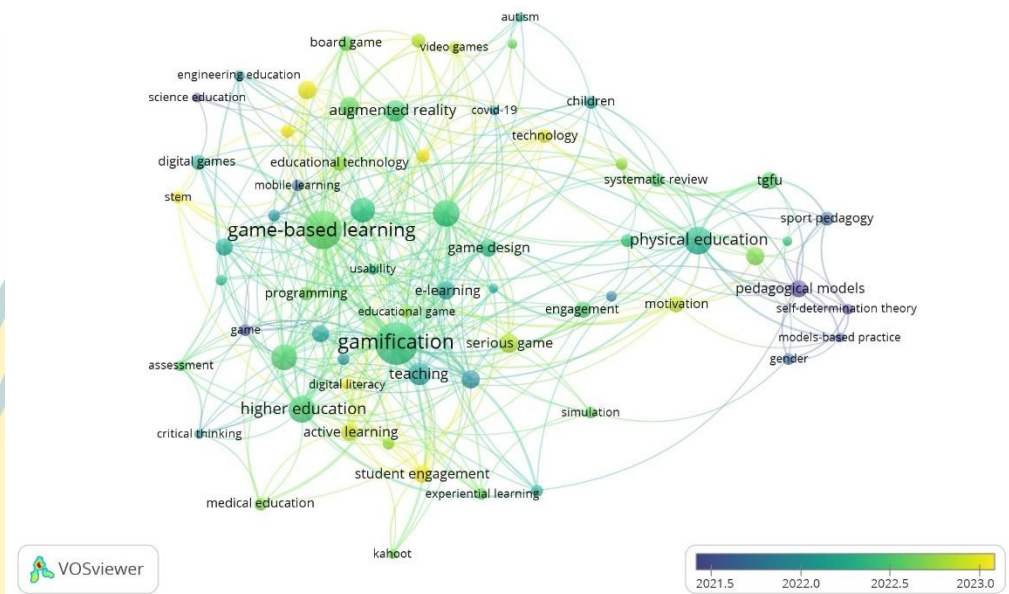 autism
board game
video games
engineering education
science education
augmented reality
covid-19
children
technology
digital games
educational technology
systematic review
tgfu
mobile learning
stem
sport pedagogy
game-based learning
physical education
game design
usability
pedagogical models
programming
e-learning
motivation
engagement
self-determination theory
educational game
game
models-based practice
gamification
serious game
gender
assessment
teaching
digital literacy
higher education
simulation
critical thinking
active learning
student engagement
experiential learning
medical education
kahoot
VOSviewer
2021.5 2022.0 2022.5 2023.0